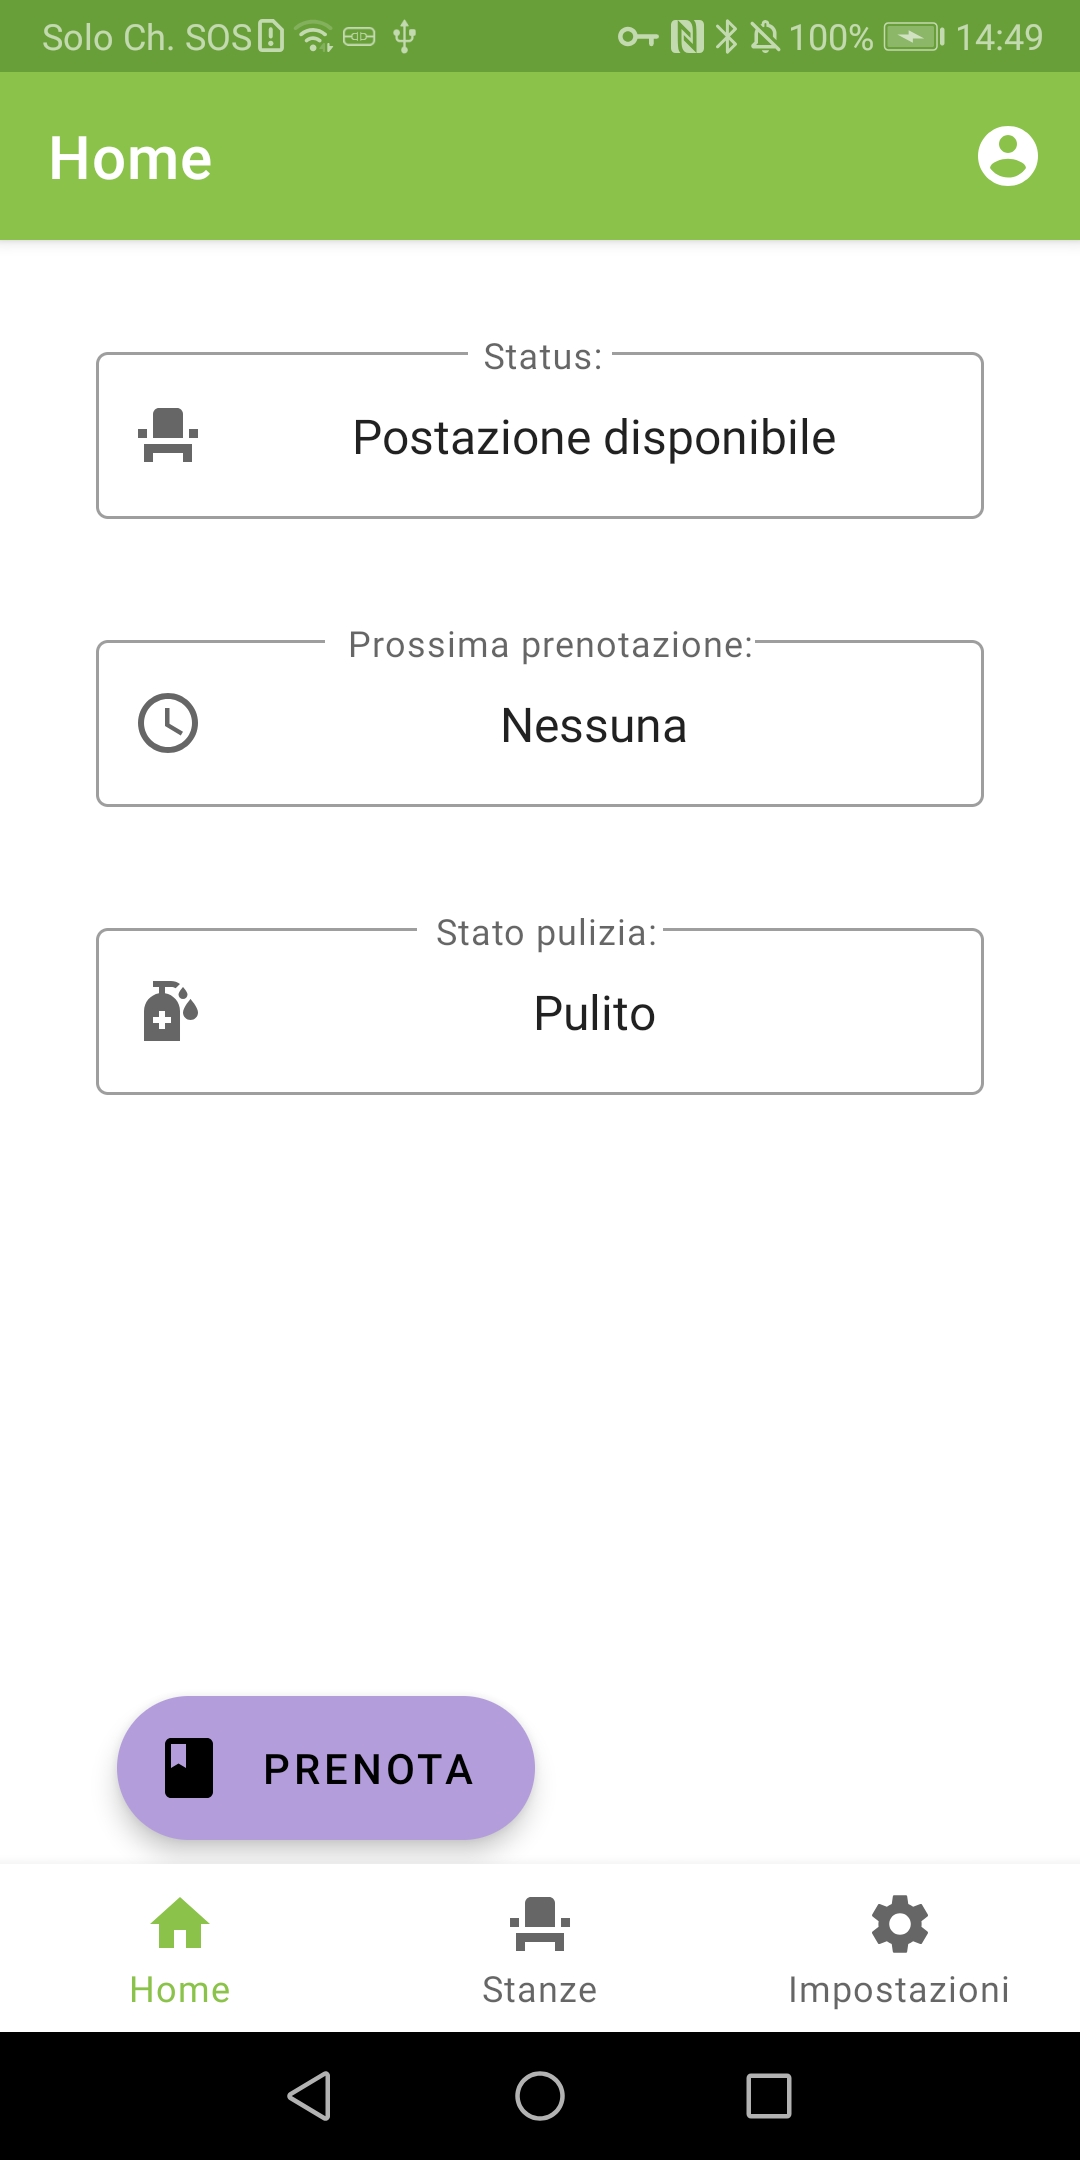 Solo Ch. SOS 100% 14:49
Home
Status:
Postazione disponibile
Prossima prenotazione:
Nessuna
Stato pulizia:
Pulito
PRENOTA
Home Stanze Impostazioni